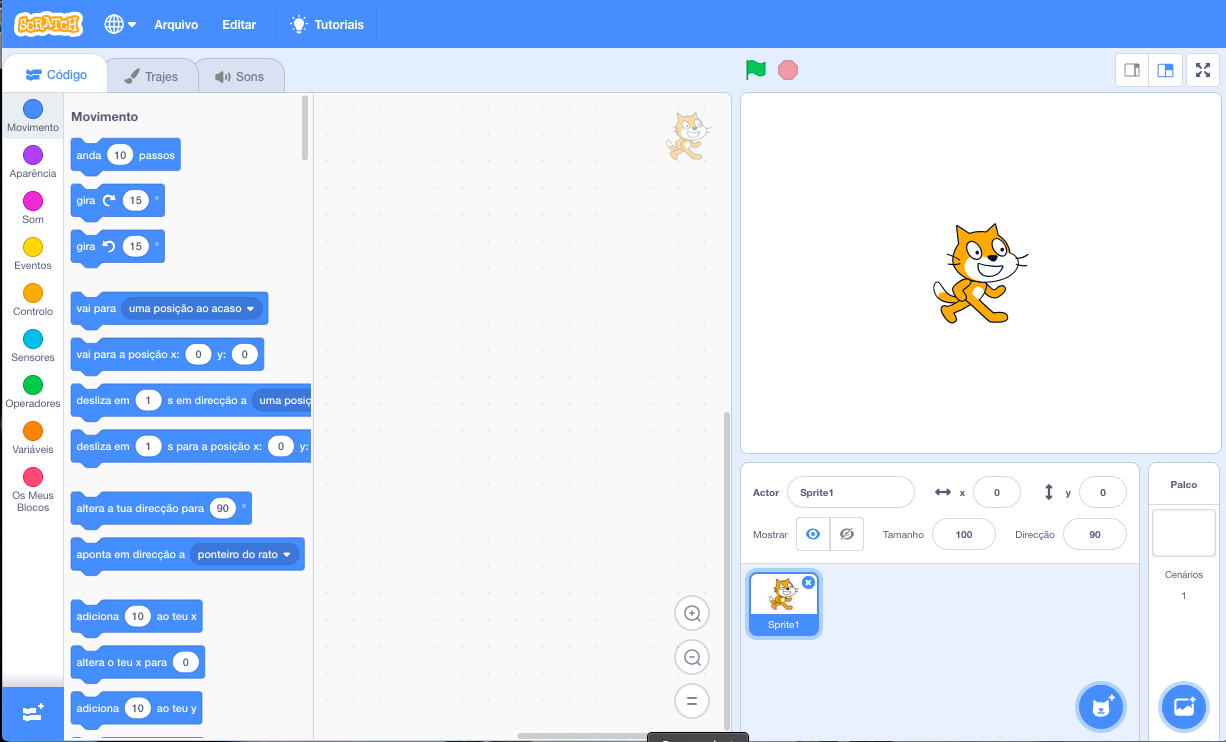 SCRATCH Arquivo Editar Tutoriais
Código Trajes Sons
Movimento
Aparência
Som
Eventos
Controlo
Sensores
Operadores
Variáveis
Os Meus
Blocos
Movimento
anda 10 passos
gira 15 °
gira 15 °
vai para uma posição ao acaso
vai para a posição x: 0 y: 0
desliza em 1 s em direcção a uma posiç
desliza em 1 s para a posição x: 0 y:
altera a tua direcção para 90 °
aponta em direcção a ponteiro do rato
adiciona 10 ao teu x
altera o teu x para 0
adiciona 10 ao teu y
Actor Sprite1 x 0 y 0
Mostrar Tamanho 100 Direcção 90
Sprite1
Palco
Cenários
1